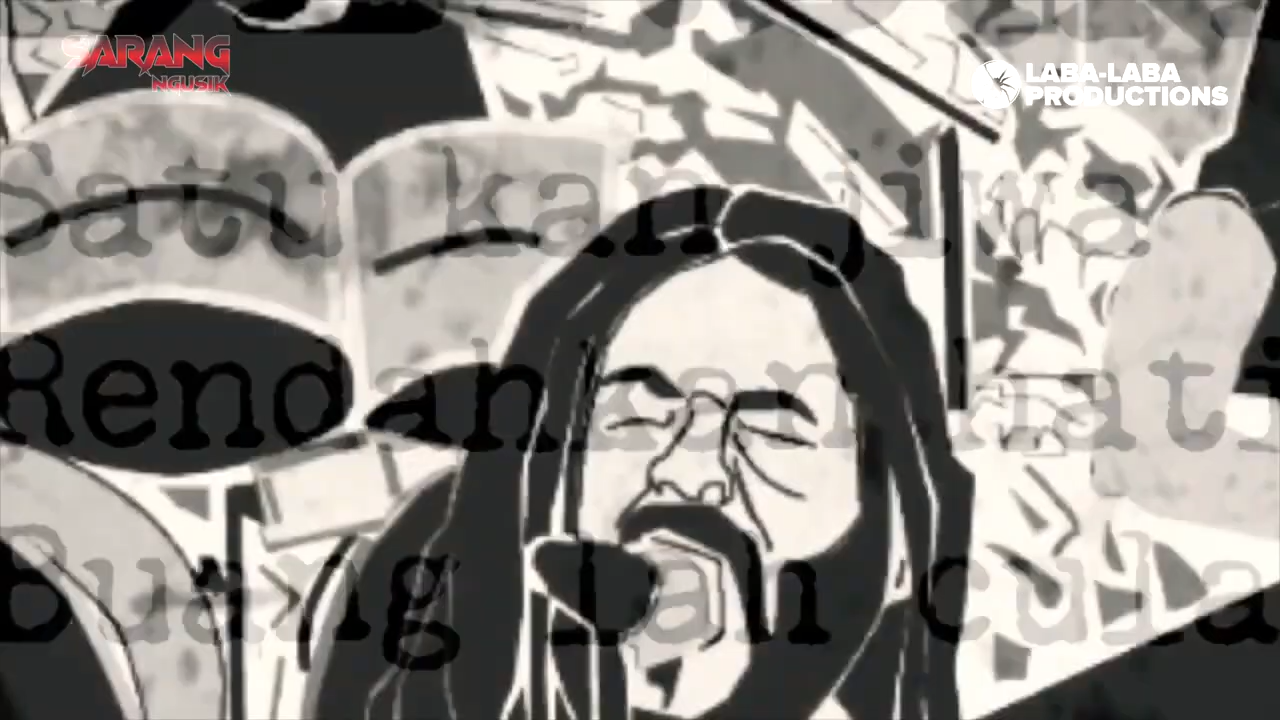 SARANG
NGUSIK
LABA-LABA
PRODUCTIONS
Satu kan jiwa
Rendahkan hati
Buang lah cula